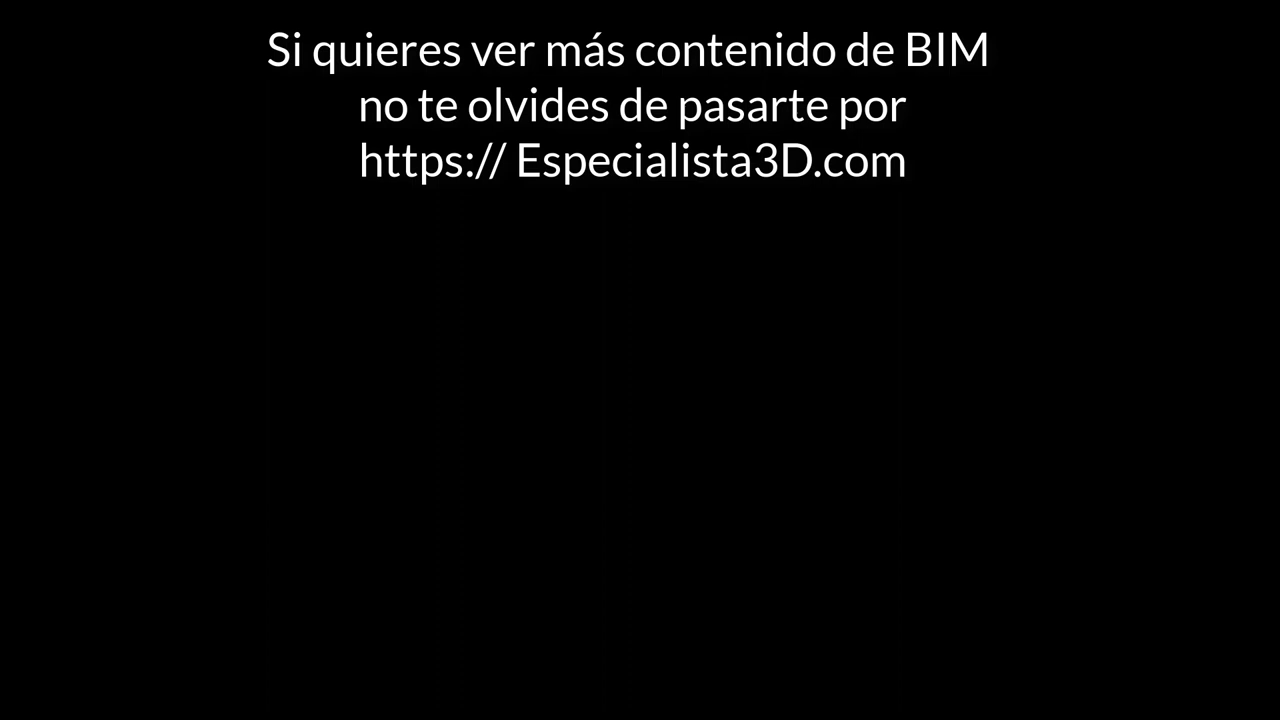 Si quieres ver más contenido de BIM
no te olvides de pasarte por
https:// Especialista3D.com